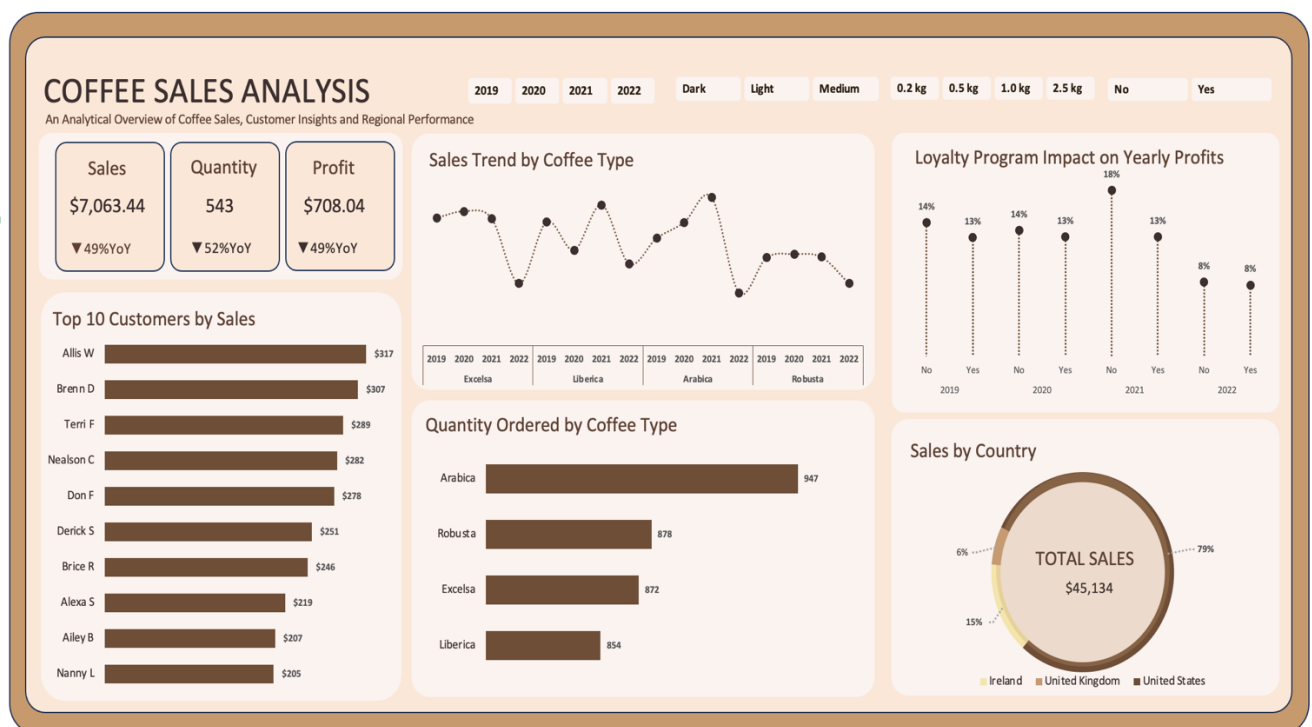 COFFEE SALES ANALYSIS
An Analytical Overview of Coffee Sales, Customer Insights and Regional Performance
2019 2020 2021 2022
Dark Light Medium
0.2 kg 0.5 kg 1.0 kg 2.5 kg
No Yes
Sales
$7,063.44
▼49%YoY
Quantity
543
▼52%YoY
Profit
$708.04
▼49%YoY
Top 10 Customers by Sales
Allis W $317
Brenn D $307
Terri F $289
Nealson C $282
Don F $278
Derick S $251
Brice R $246
Alexa S $219
Ailey B $207
Nanny L $205
Sales Trend by Coffee Type
2019 2020 2021 2022 2019 2020 2021 2022 2019 2020 2021 2022 2019 2020 2021 2022
Excelsa Liberica Arabica Robusta
Quantity Ordered by Coffee Type
Arabica 947
Robusta 878
Excelsa 872
Liberica 854
Loyalty Program Impact on Yearly Profits
14% 13% 14% 13% 18% 13% 8% 8%
No Yes No Yes No Yes No Yes
2019 2020 2021 2022
Sales by Country
6%
79%
15%
TOTAL SALES
$45,134
Ireland United Kingdom United States